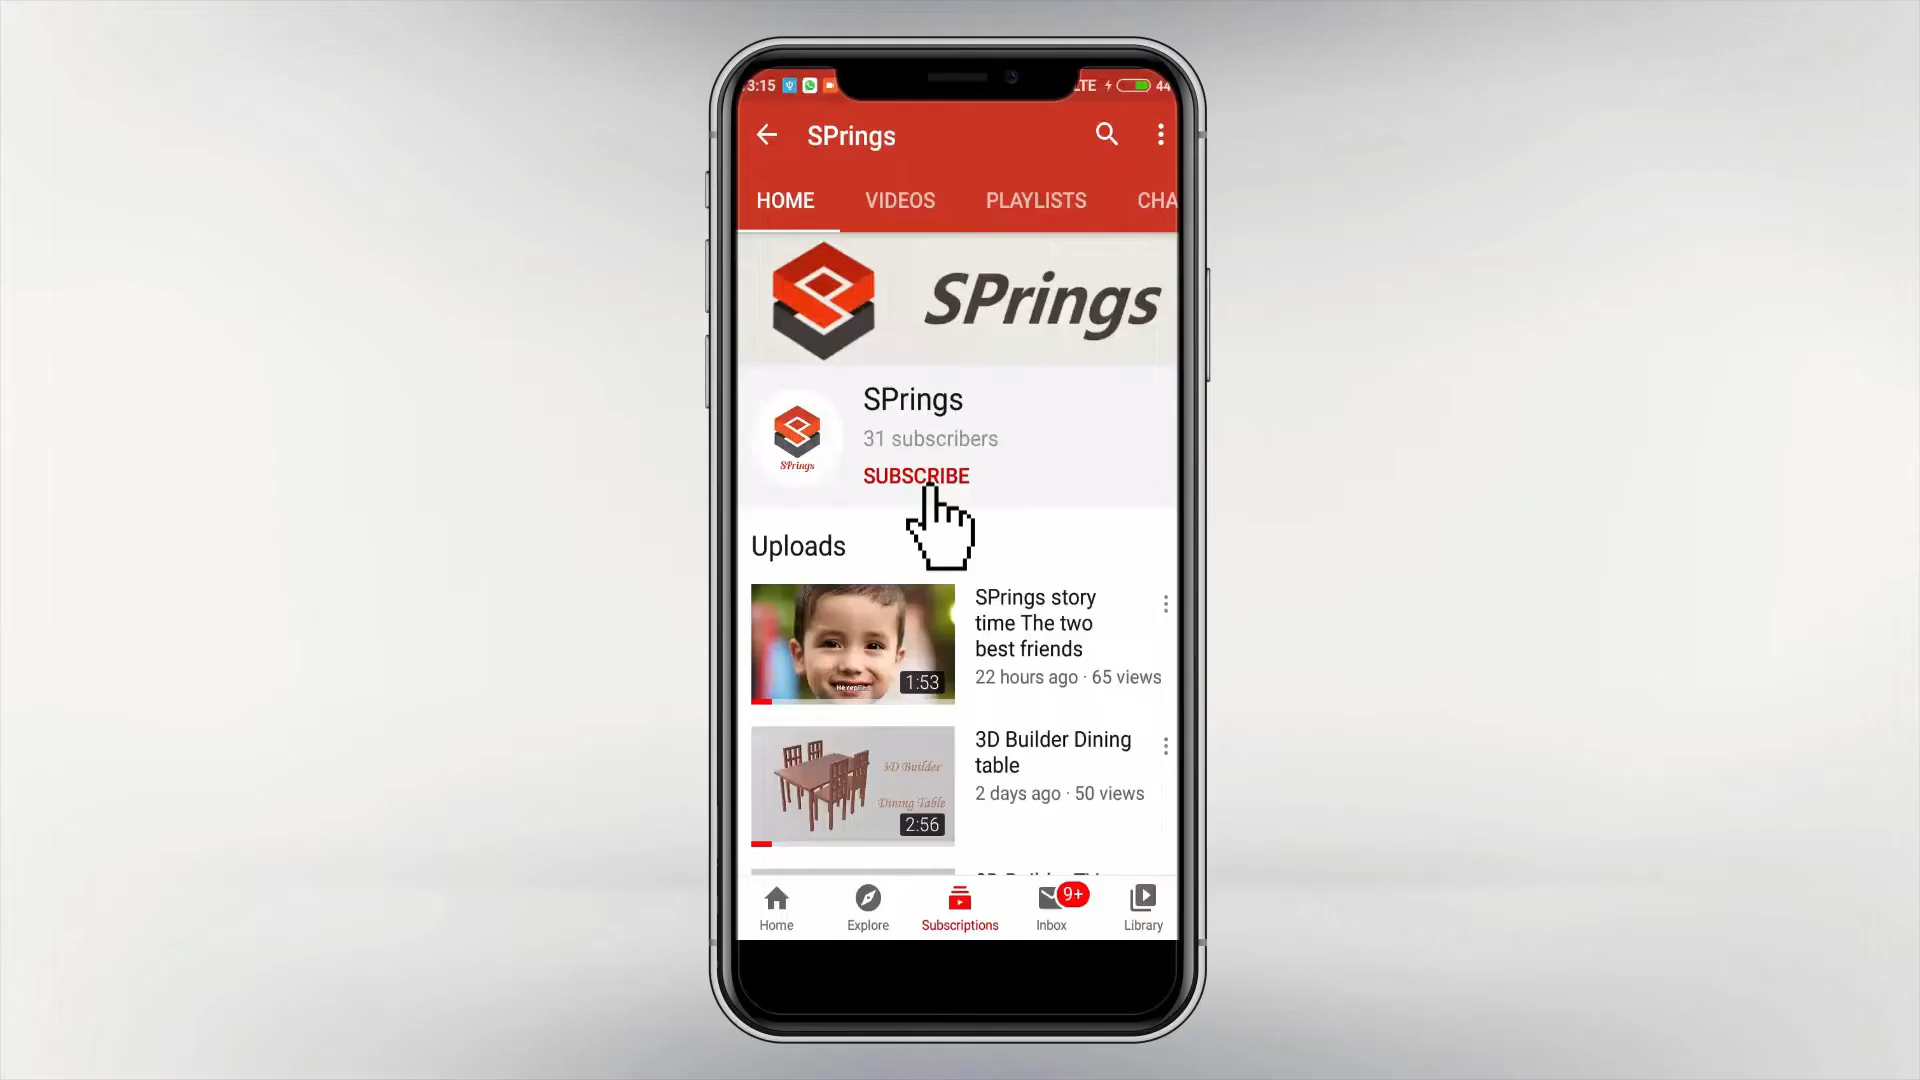 3:15
LTE
44
SPrings
HOME VIDEOS PLAYLISTS CHA
SPrings
SPrings
31 subscribers
SPrings
SUBSCRIBE
Uploads
SPrings story
time The two
best friends
22 hours ago · 65 views
He replied
1:53
3D Builder Dining
table
2 days ago · 50 views
3D Builder
Dining Table
2:56
9+
Home Explore Subscriptions Inbox Library